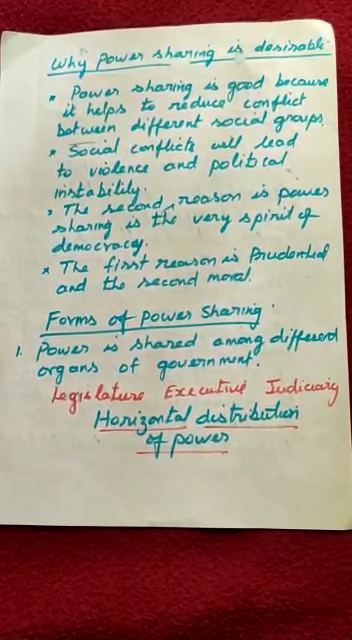 Why power sharing is desirable
* Power sharing is good because
it helps to reduce conflict
between different social groups
* Social conflicts will lead
to violence and political
instability.
* The second reason is power
sharing is the very spirit of
democracy.
* The first reason is Prudential
and the second moral.
Forms of power Sharing.
1. Power is shared among different
organs of government.
Legislature Executive Judiciary
Horizontal distribution
of power